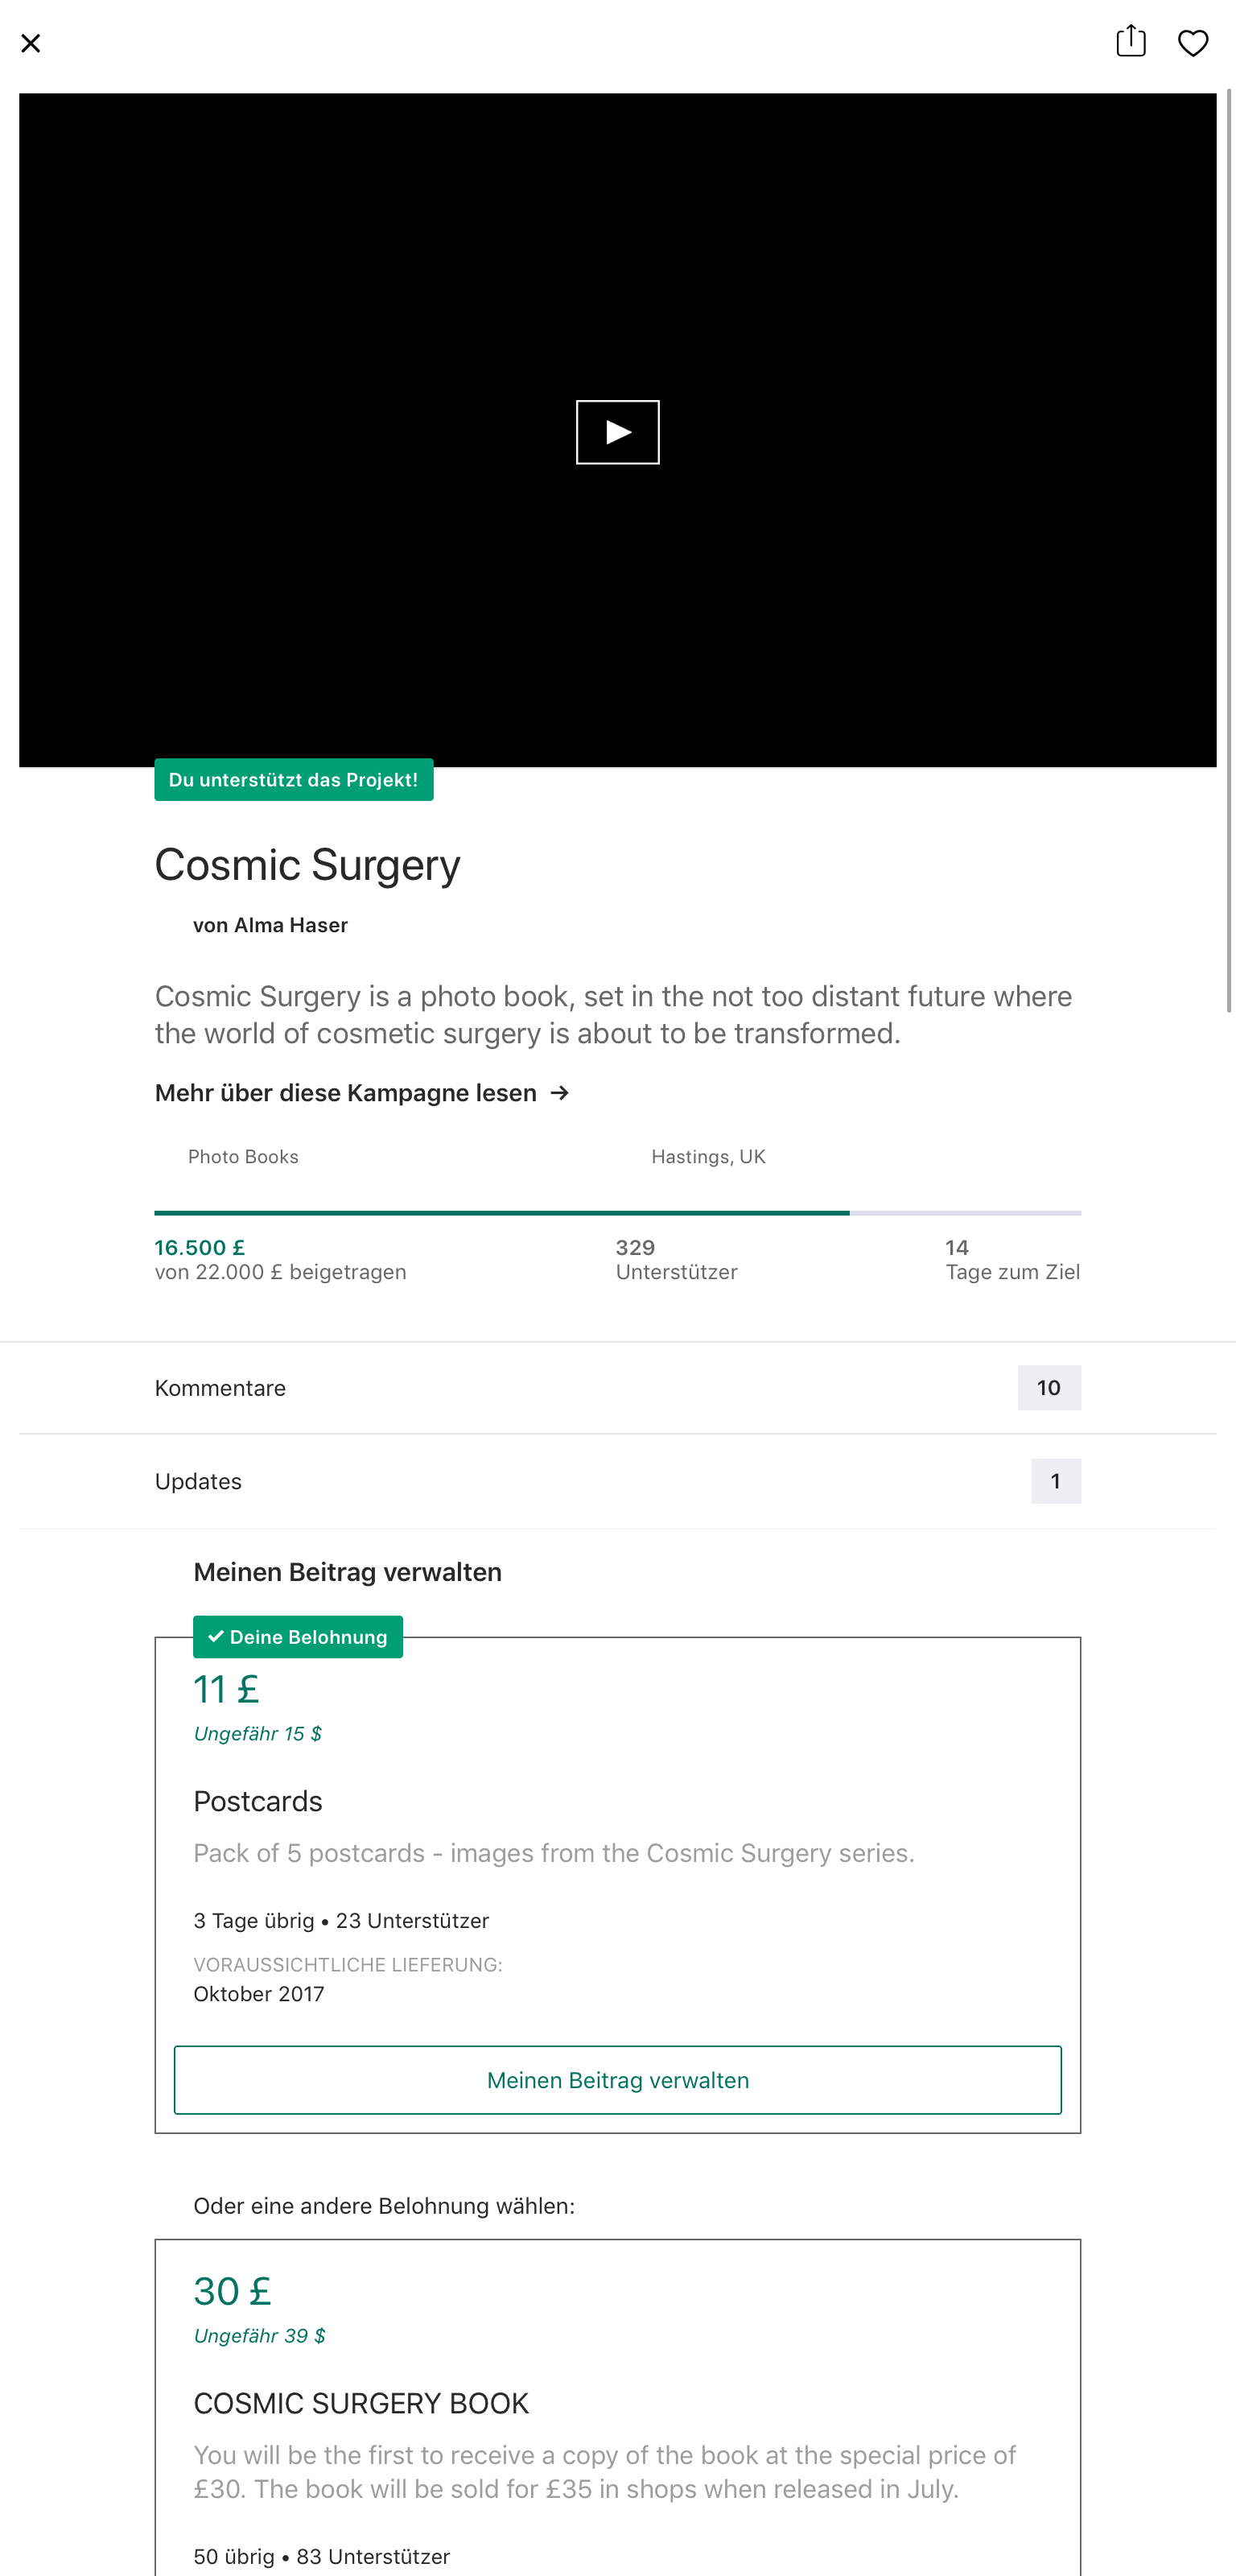 Du unterstützt das Projekt!
Cosmic Surgery
von Alma Haser
Cosmic Surgery is a photo book, set in the not too distant future where
the world of cosmetic surgery is about to be transformed.
Mehr über diese Kampagne lesen →
Photo Books
Hastings, UK
16.500 £
von 22.000 £ beigetragen
329
Unterstützer
14
Tage zum Ziel
Kommentare
10
Updates
1
Meinen Beitrag verwalten
✓ Deine Belohnung
11 £
Ungefähr 15 $
Postcards
Pack of 5 postcards - images from the Cosmic Surgery series.
3 Tage übrig • 23 Unterstützer
VORAUSSICHTLICHE LIEFERUNG:
Oktober 2017
Meinen Beitrag verwalten
Oder eine andere Belohnung wählen:
30 £
Ungefähr 39 $
COSMIC SURGERY BOOK
You will be the first to receive a copy of the book at the special price of
£30. The book will be sold for £35 in shops when released in July.
50 übrig • 83 Unterstützer